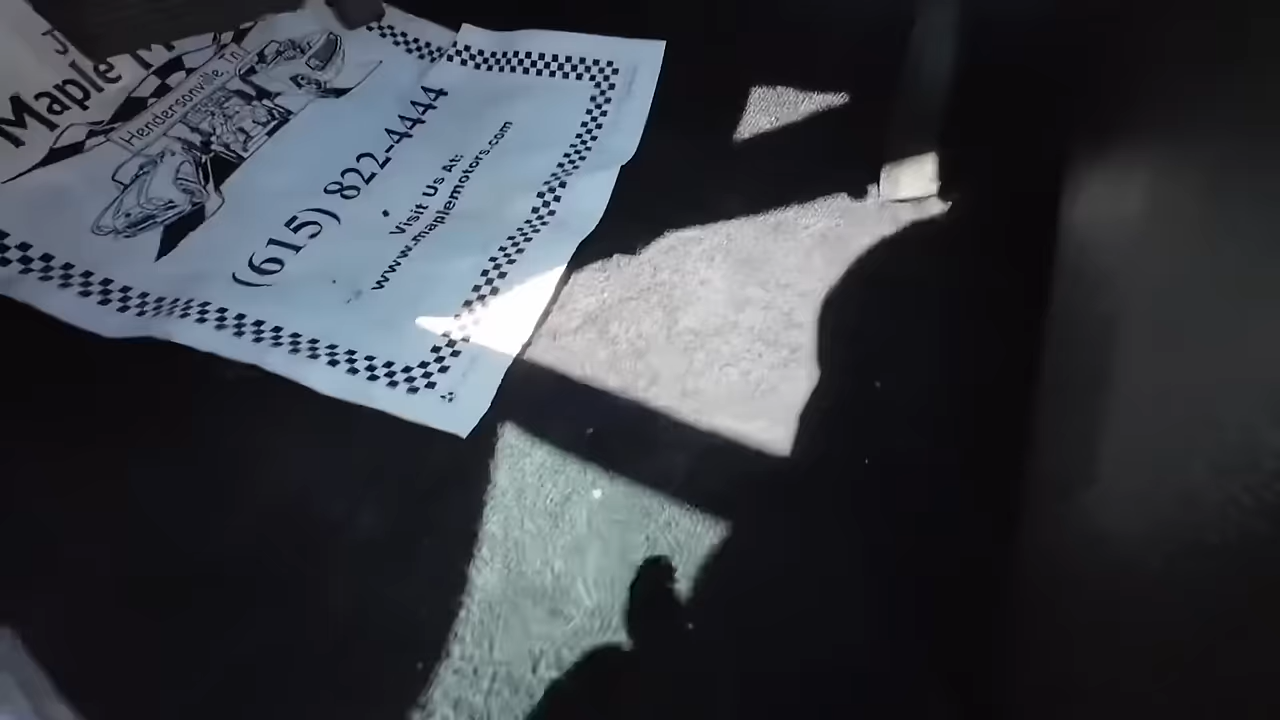 Maple
Hendersonville, Tn
(615) 822-4444
Visit Us At:
www.maplemotors.com